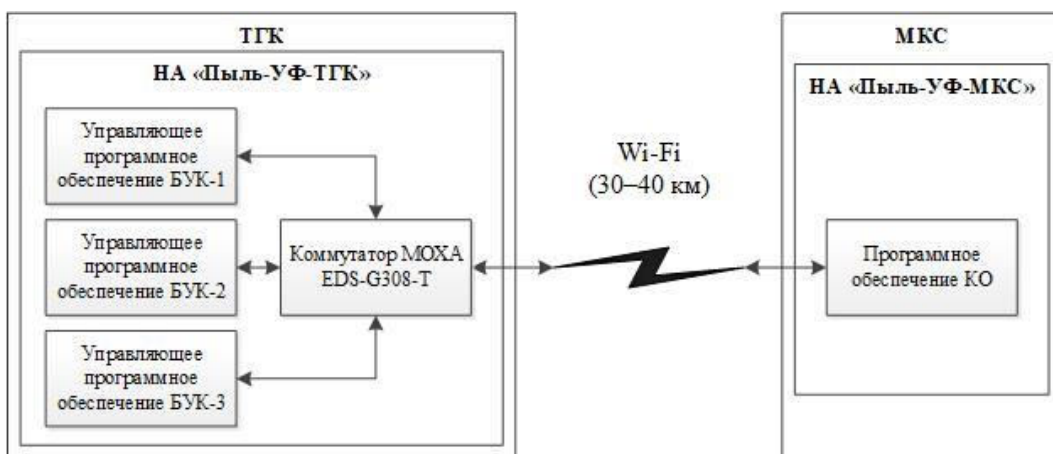 ТГК
НА «Пыль-УФ-ТГК»
Управляющее
программное
обеспечение БУК-1
Управляющее
программное
обеспечение БУК-2
Управляющее
программное
обеспечение БУК-3
Коммутатор MOXA
EDS-G308-T
Wi-Fi
(30–40 км)
МКС
НА «Пыль-УФ-МКС»
Программное
обеспечение КО